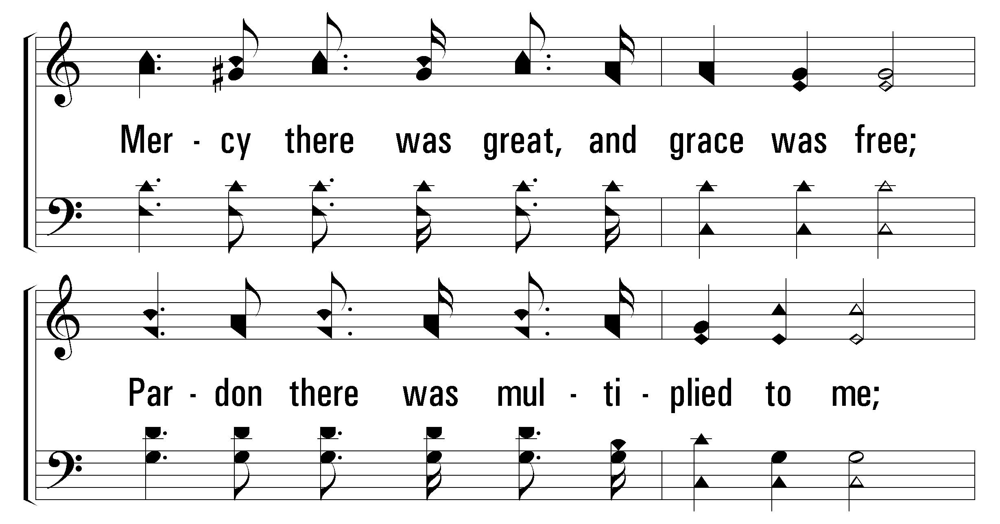 Mer - cy there was great, and grace was free;
Par - don there was mul - ti - plied to me;